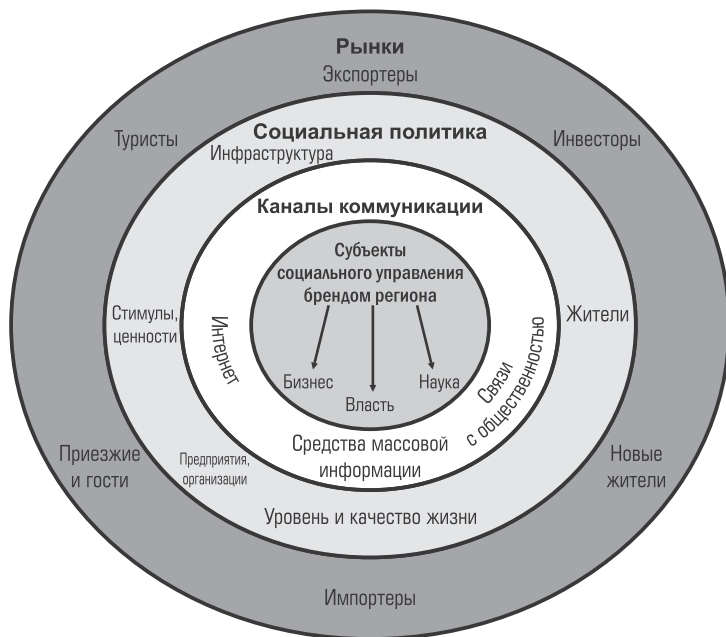 Рынки
Экспортеры
Туристы
Инвесторы
Социальная политика
Инфраструктура
Каналы коммуникации
Субъекты
социального управления
брендом региона
Стимулы,
ценности
Жители
Интернет
Бизнес
Власть
Наука
Связи
с общественностью
Средства массовой
информации
Предприятия,
организации
Приезжие
и гости
Новые
жители
Уровень и качество жизни
Импортеры